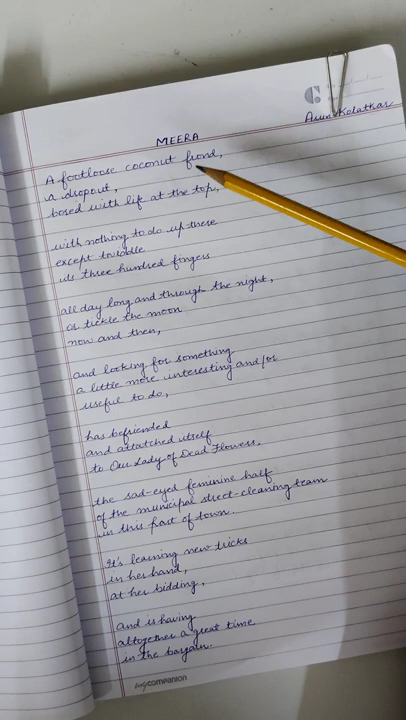 MEERA
Arun Kolatkar
A footloose coconut frond,
a dropout,
bored with life at the top,
with nothing to do up there
except twiddle
its three hundred fingers
all day long and through the night,
or tickle the moon
now and then,
and looking for something
a little more interesting and/or
useful to do,
has befriended
and attatched itself
to Our Lady of Dead Flowers,
the sad-eyed feminine half
of the municipal street-cleaning team
in this part of town.
It's learning new tricks
in her hand,
at her bidding,
and is having
altogether a great time
in the bargain.
companion